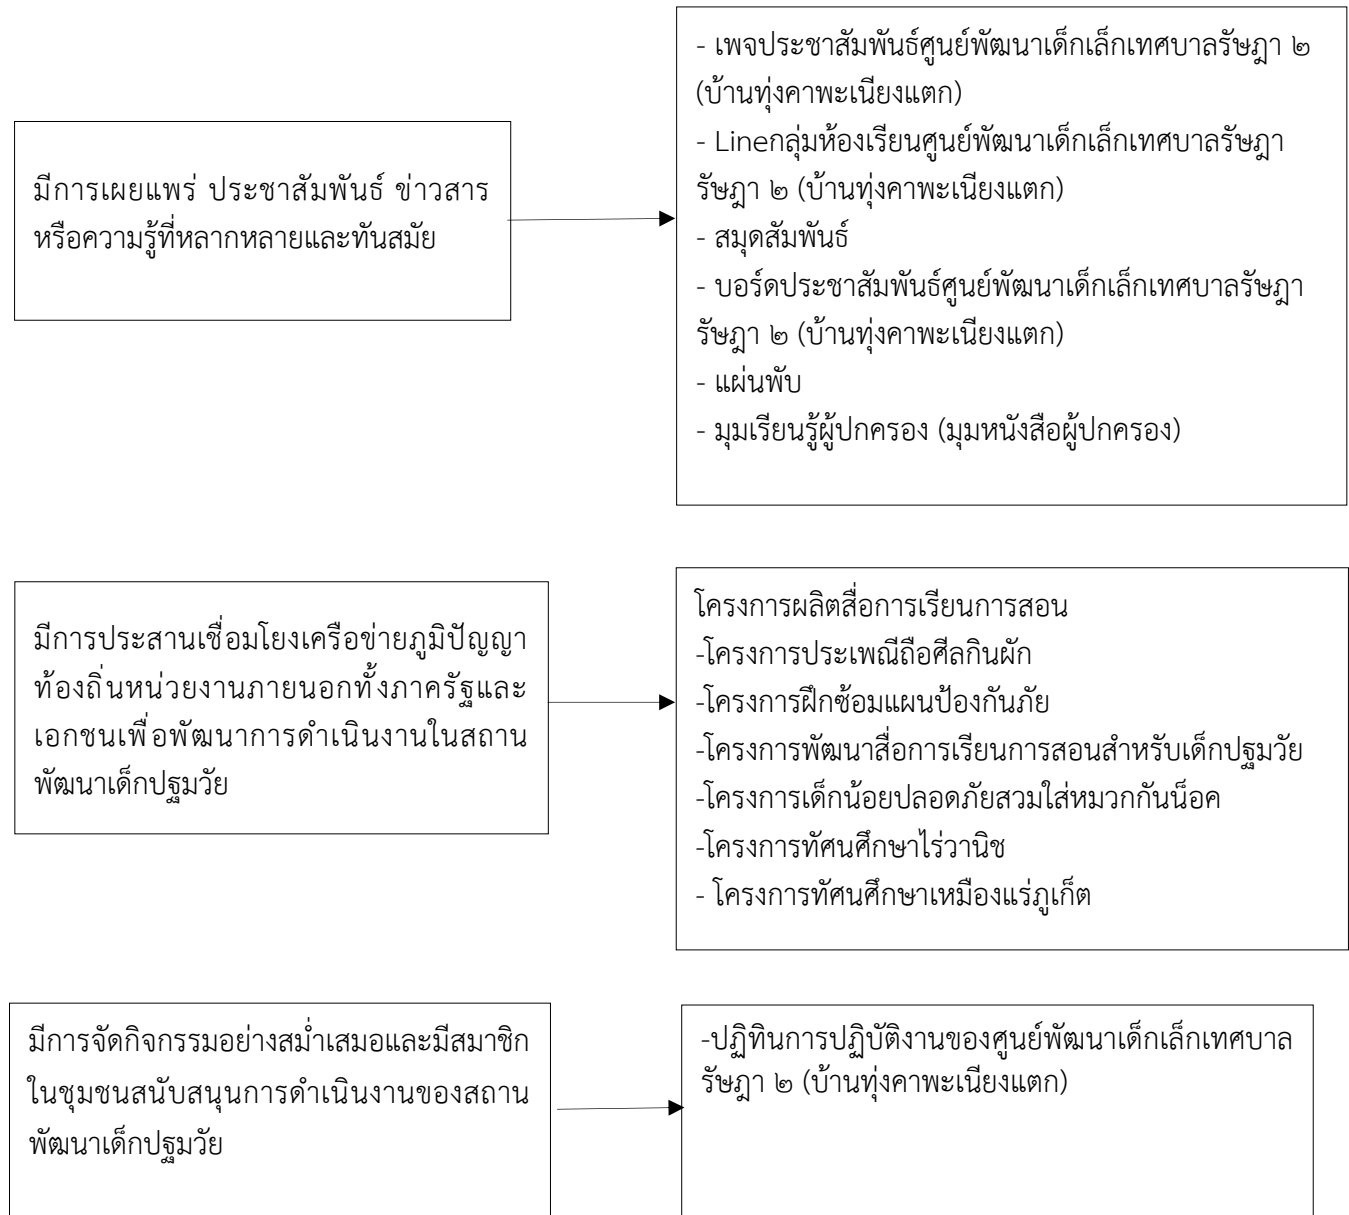 มีการเผยแพร่ ประชาสัมพันธ์ ข่าวสาร
หรือความรู้ที่หลากหลายและทันสมัย
- เพจประชาสัมพันธ์ศูนย์พัฒนาเด็กเล็กเทศบาลรัษฎา ๒
(บ้านทุ่งคาพะเนียงแตก)
- Lineกลุ่มห้องเรียนศูนย์พัฒนาเด็กเล็กเทศบาลรัษฎา
รัษฎา ๒ (บ้านทุ่งคาพะเนียงแตก)
- สมุดสัมพันธ์
- บอร์ดประชาสัมพันธ์ศูนย์พัฒนาเด็กเล็กเทศบาลรัษฎา
รัษฎา ๒ (บ้านทุ่งคาพะเนียงแตก)
- แผ่นพับ
- มุมเรียนรู้ผู้ปกครอง (มุมหนังสือผู้ปกครอง)
มีการประสานเชื่อมโยงเครือข่ายภูมิปัญญา
ท้องถิ่นหน่วยงานภายนอกทั้งภาครัฐและ
เอกชนเพื่อพัฒนาการดำเนินงานในสถาน
พัฒนาเด็กปฐมวัย
โครงการผลิตสื่อการเรียนการสอน
-โครงการประเพณีถือศีลกินผัก
-โครงการฝึกซ้อมแผนป้องกันภัย
-โครงการพัฒนาสื่อการเรียนการสอนสำหรับเด็กปฐมวัย
-โครงการเด็กน้อยปลอดภัยสวมใส่หมวกกันน็อค
-โครงการทัศนศึกษาไร่วานิช
- โครงการทัศนศึกษาเหมืองแร่ภูเก็ต
มีการจัดกิจกรรมอย่างสม่ำเสมอและมีสมาชิก
ในชุมชนสนับสนุนการดำเนินงานของสถาน
พัฒนาเด็กปฐมวัย
-ปฏิทินการปฏิบัติงานของศูนย์พัฒนาเด็กเล็กเทศบาล
รัษฎา ๒ (บ้านทุ่งคาพะเนียงแตก)